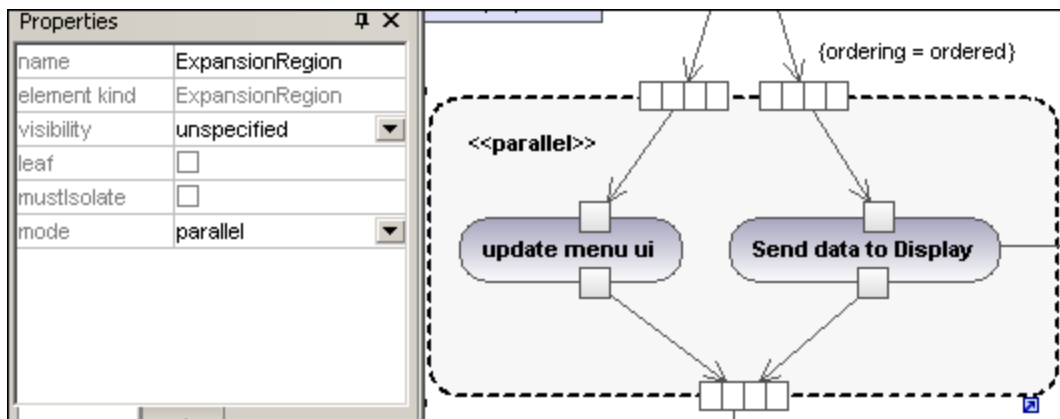 Properties
name ExpansionRegion
element kind ExpansionRegion
visibility unspecified
leaf
mustIsolate
mode parallel
{ordering = ordered}
<<parallel>>
update menu ui
Send data to Display